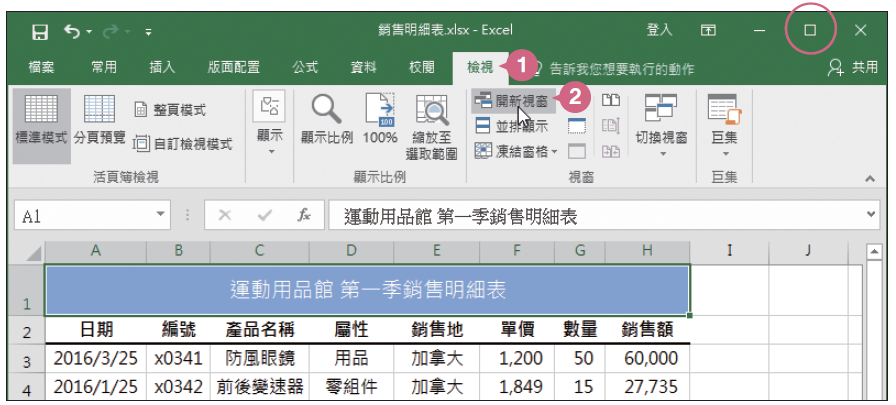 銷售明細表.xlsx - Excel 登入
檔案 常用 插入 版面配置 公式 資料 校閱 檢視 1 告訴我您想要執行的動作 共用
標準模式 分頁預覽 整頁模式 自訂檢視模式 顯示 顯示比例 100% 縮放至選取範圍 開新視窗 2 並排顯示 凍結窗格 切換視窗 巨集
活頁簿檢視 顯示比例 視窗 巨集
A1 fx 運動用品館 第一季銷售明細表
A B C D E F G H I J
1 運動用品館 第一季銷售明細表
2 日期 編號 產品名稱 屬性 銷售地 單價 數量 銷售額
3 2016/3/25 x0341 防風眼鏡 用品 加拿大 1,200 50 60,000
4 2016/1/25 x0342 前後變速器 零組件 加拿大 1,849 15 27,735